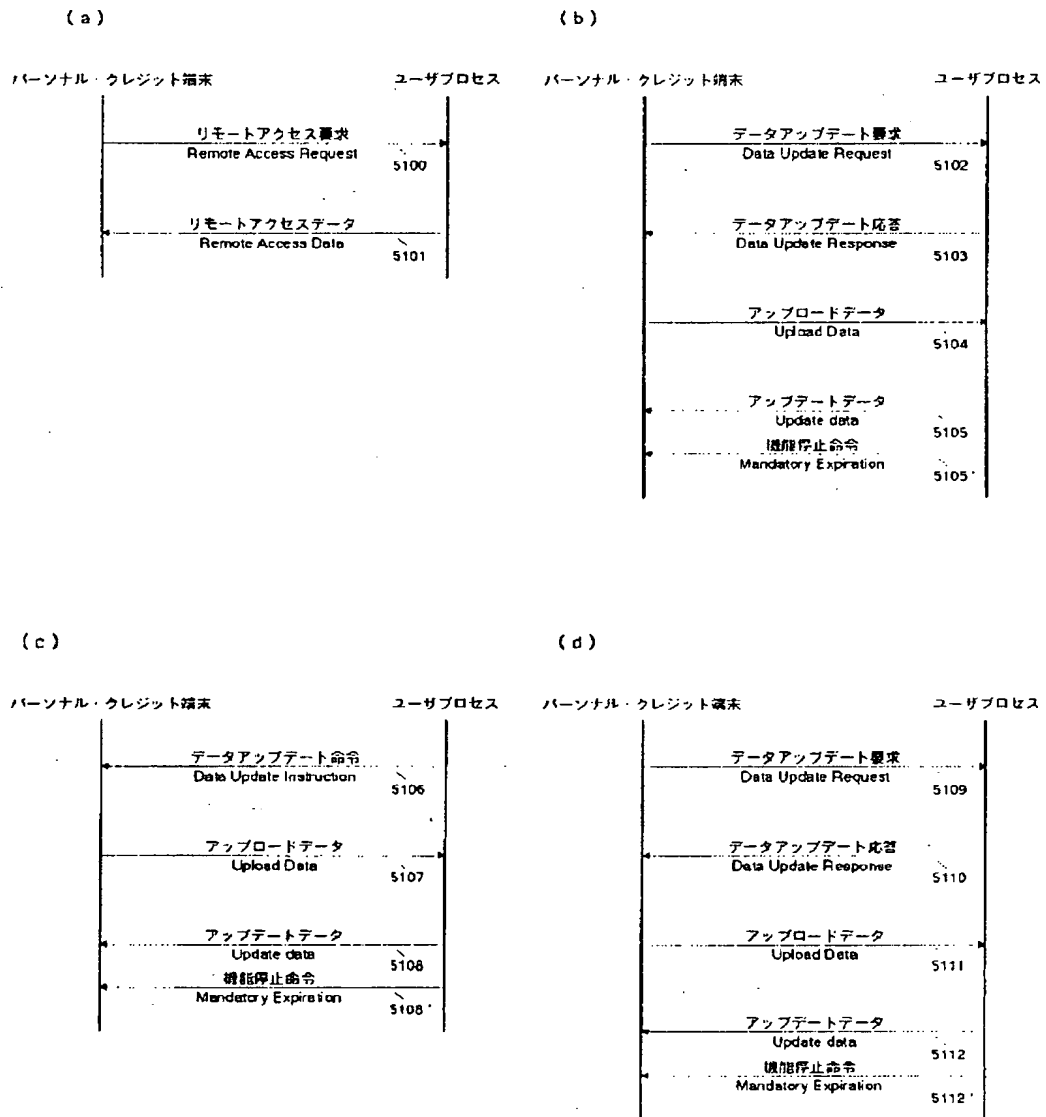 (a)
パーソナル・クレジット端末 ユーザプロセス
リモートアクセス要求
Remote Access Request
5100
リモートアクセスデータ
Remote Access Data
5101
(b)
パーソナル・クレジット端末 ユーザプロセス
データアップデート要求
Data Update Request
5102
データアップデート応答
Data Update Response
5103
アップロードデータ
Upload Data
5104
アップデートデータ
Update data
5105
機能停止命令
Mandatory Expiration
5105'
(c)
パーソナル・クレジット端末 ユーザプロセス
データアップデート命令
Data Update Instruction
5106
アップロードデータ
Upload Data
5107
アップデートデータ
Update data
5108
機能停止命令
Mandatory Expiration
5108'
(d)
パーソナル・クレジット端末 ユーザプロセス
データアップデート要求
Data Update Request
5109
データアップデート応答
Data Update Response
5110
アップロードデータ
Upload Data
5111
アップデートデータ
Update data
5112
機能停止命令
Mandatory Expiration
5112'